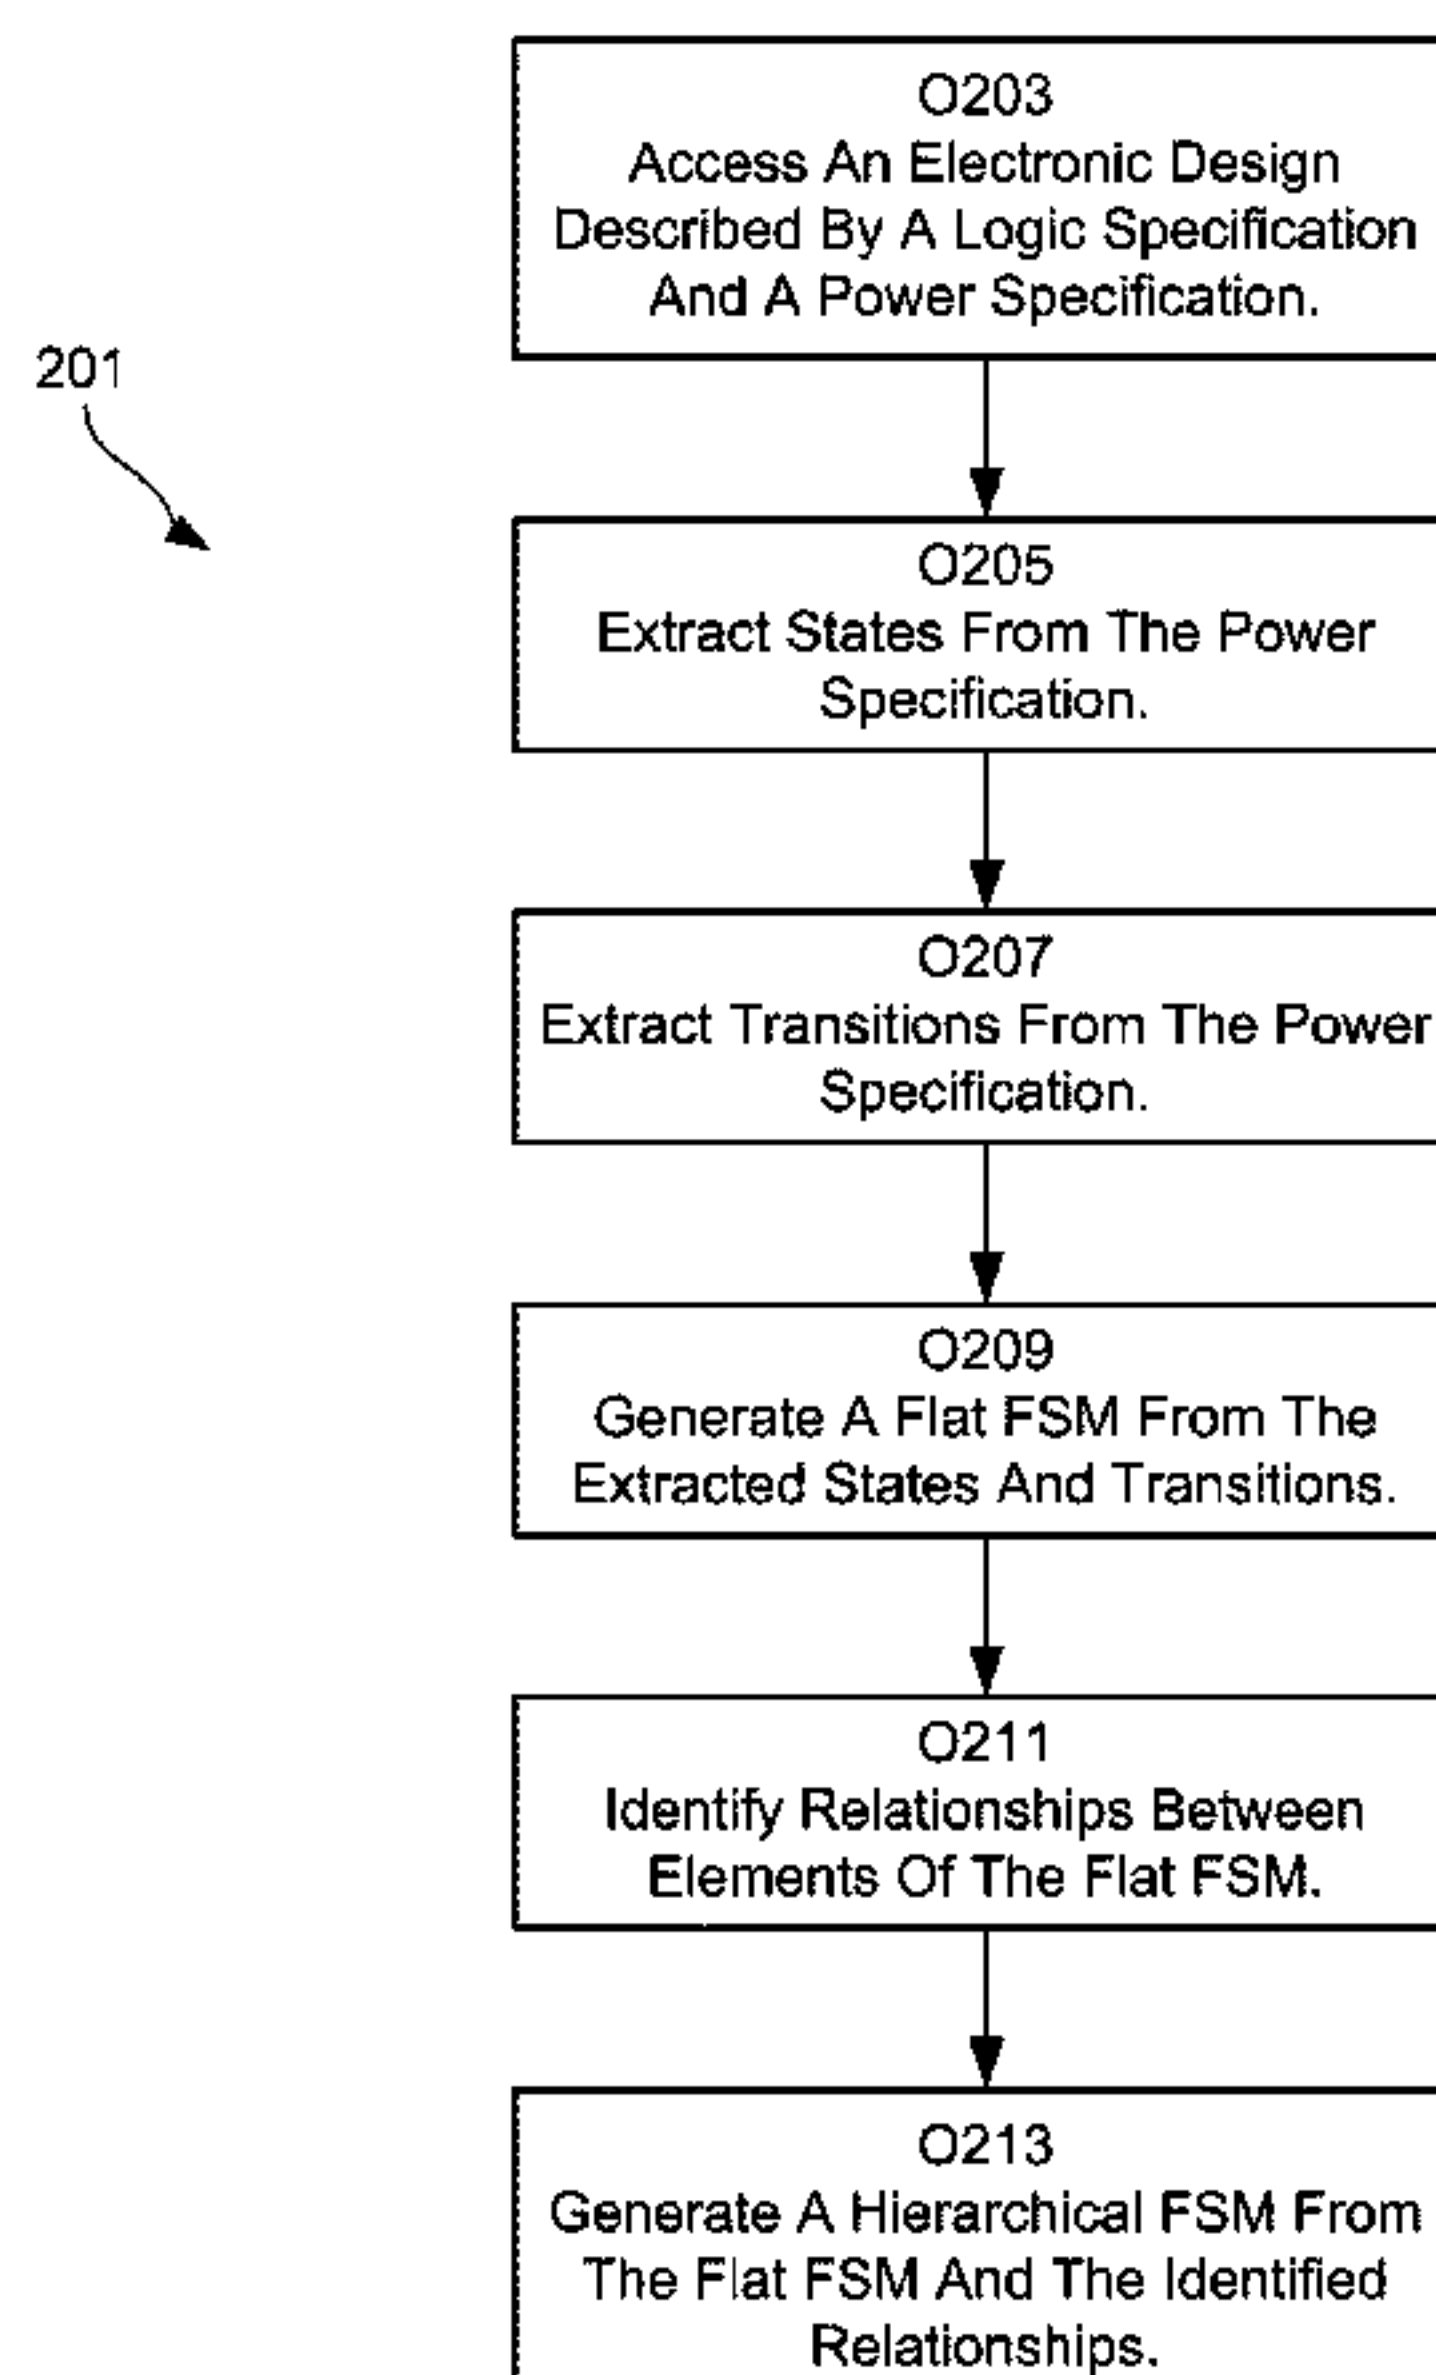 O203
Access An Electronic Design
Described By A Logic Specification
And A Power Specification.
201
O205
Extract States From The Power
Specification.
O207
Extract Transitions From The Power
Specification.
O209
Generate A Flat FSM From The
Extracted States And Transitions.
O211
Identify Relationships Between
Elements Of The Flat FSM.
O213
Generate A Hierarchical FSM From
The Flat FSM And The Identified
Relationships.